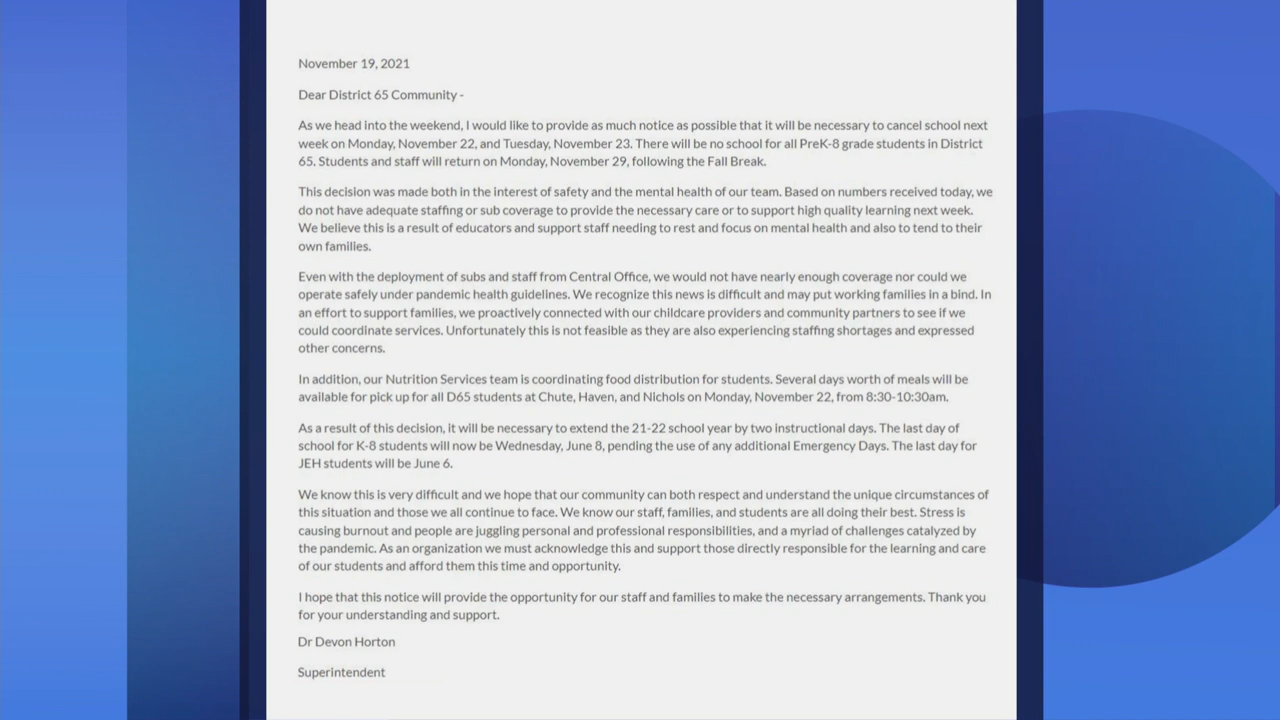 November 19, 2021
Dear District 65 Community -
As we head into the weekend, I would like to provide as much notice as possible that it will be necessary to cancel school next
week on Monday, November 22, and Tuesday, November 23. There will be no school for all PreK-8 grade students in District
65. Students and staff will return on Monday, November 29, following the Fall Break.
This decision was made both in the interest of safety and the mental health of our team. Based on numbers received today, we
do not have adequate staffing or sub coverage to provide the necessary care or to support high quality learning next week.
We believe this is a result of educators and support staff needing to rest and focus on mental health and also to tend to their
own families.
Even with the deployment of subs and staff from Central Office, we would not have nearly enough coverage nor could we
operate safely under pandemic health guidelines. We recognize this news is difficult and may put working families in a bind. In
an effort to support families, we proactively connected with our childcare providers and community partners to see if we
could coordinate services. Unfortunately this is not feasible as they are also experiencing staffing shortages and expressed
other concerns.
In addition, our Nutrition Services team is coordinating food distribution for students. Several days worth of meals will be
available for pick up for all D65 students at Chute, Haven, and Nichols on Monday, November 22, from 8:30-10:30am.
As a result of this decision, it will be necessary to extend the 21-22 school year by two instructional days. The last day of
school for K-8 students will now be Wednesday, June 8, pending the use of any additional Emergency Days. The last day for
JEH students will be June 6.
We know this is very difficult and we hope that our community can both respect and understand the unique circumstances of
this situation and those we all continue to face. We know our staff, families, and students are all doing their best. Stress is
causing burnout and people are juggling personal and professional responsibilities, and a myriad of challenges catalyzed by
the pandemic. As an organization we must acknowledge this and support those directly responsible for the learning and care
of our students and afford them this time and opportunity.
I hope that this notice will provide the opportunity for our staff and families to make the necessary arrangements. Thank you
for your understanding and support.
Dr Devon Horton
Superintendent